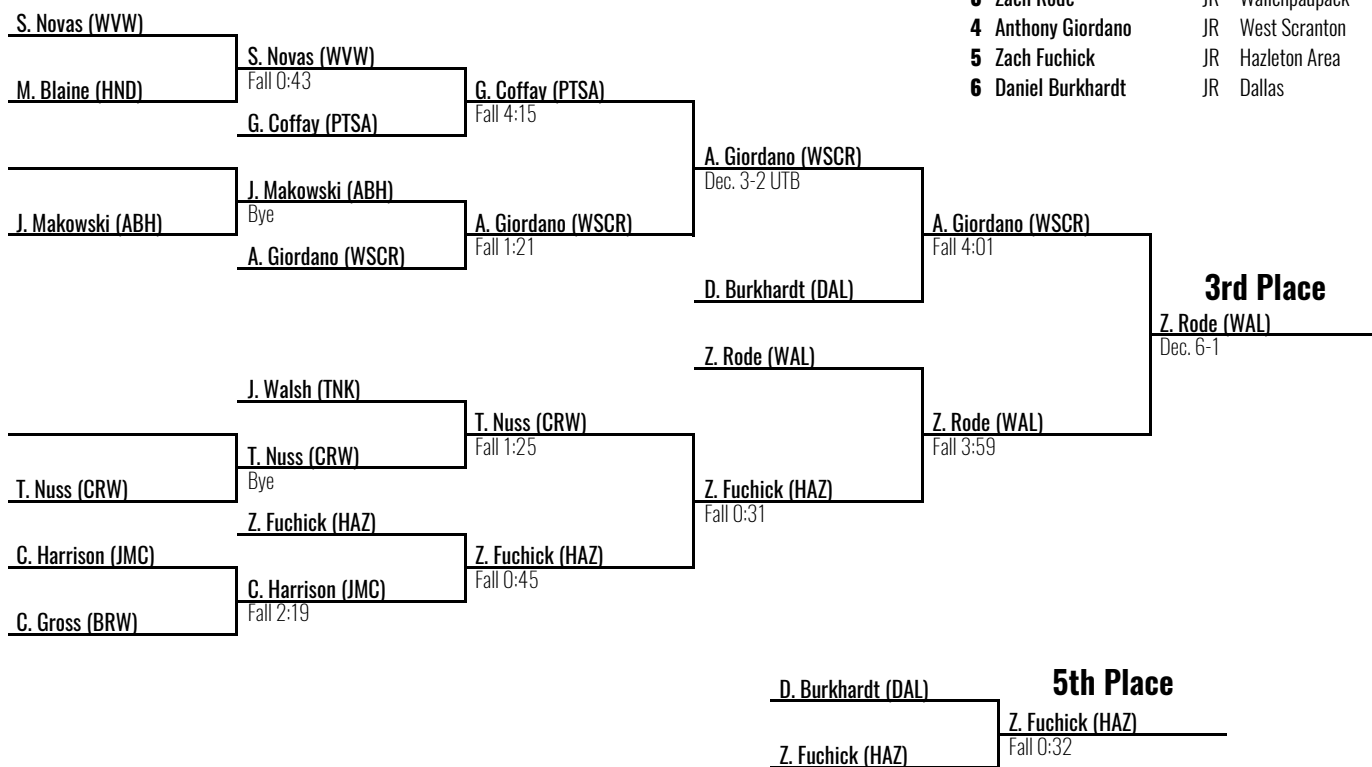 S. Novas (WVW)
M. Blaine (HND)
J. Makowski (ABH)
T. Nuss (CRW)
C. Harrison (JMC)
C. Gross (BRW)
S. Novas (WVW)
Fall 0:43
G. Coffay (PTSA)
J. Makowski (ABH)
Bye
A. Giordano (WSCR)
J. Walsh (TNK)
T. Nuss (CRW)
Bye
Z. Fuchick (HAZ)
C. Harrison (JMC)
Fall 2:19
G. Coffay (PTSA)
Fall 4:15
A. Giordano (WSCR)
Fall 1:21
T. Nuss (CRW)
Fall 1:25
Z. Fuchick (HAZ)
Fall 0:45
A. Giordano (WSCR)
Dec. 3-2 UTB
D. Burkhardt (DAL)
Z. Rode (WAL)
Z. Fuchick (HAZ)
Fall 0:31
A. Giordano (WSCR)
Fall 4:01
Z. Rode (WAL)
Fall 3:59
3rd Place
Z. Rode (WAL)
Dec. 6-1
3 Zach Rode JR Wallenpaupack
4 Anthony Giordano JR West Scranton
5 Zach Fuchick JR Hazleton Area
6 Daniel Burkhardt JR Dallas
D. Burkhardt (DAL)
Z. Fuchick (HAZ)
5th Place
Z. Fuchick (HAZ)
Fall 0:32